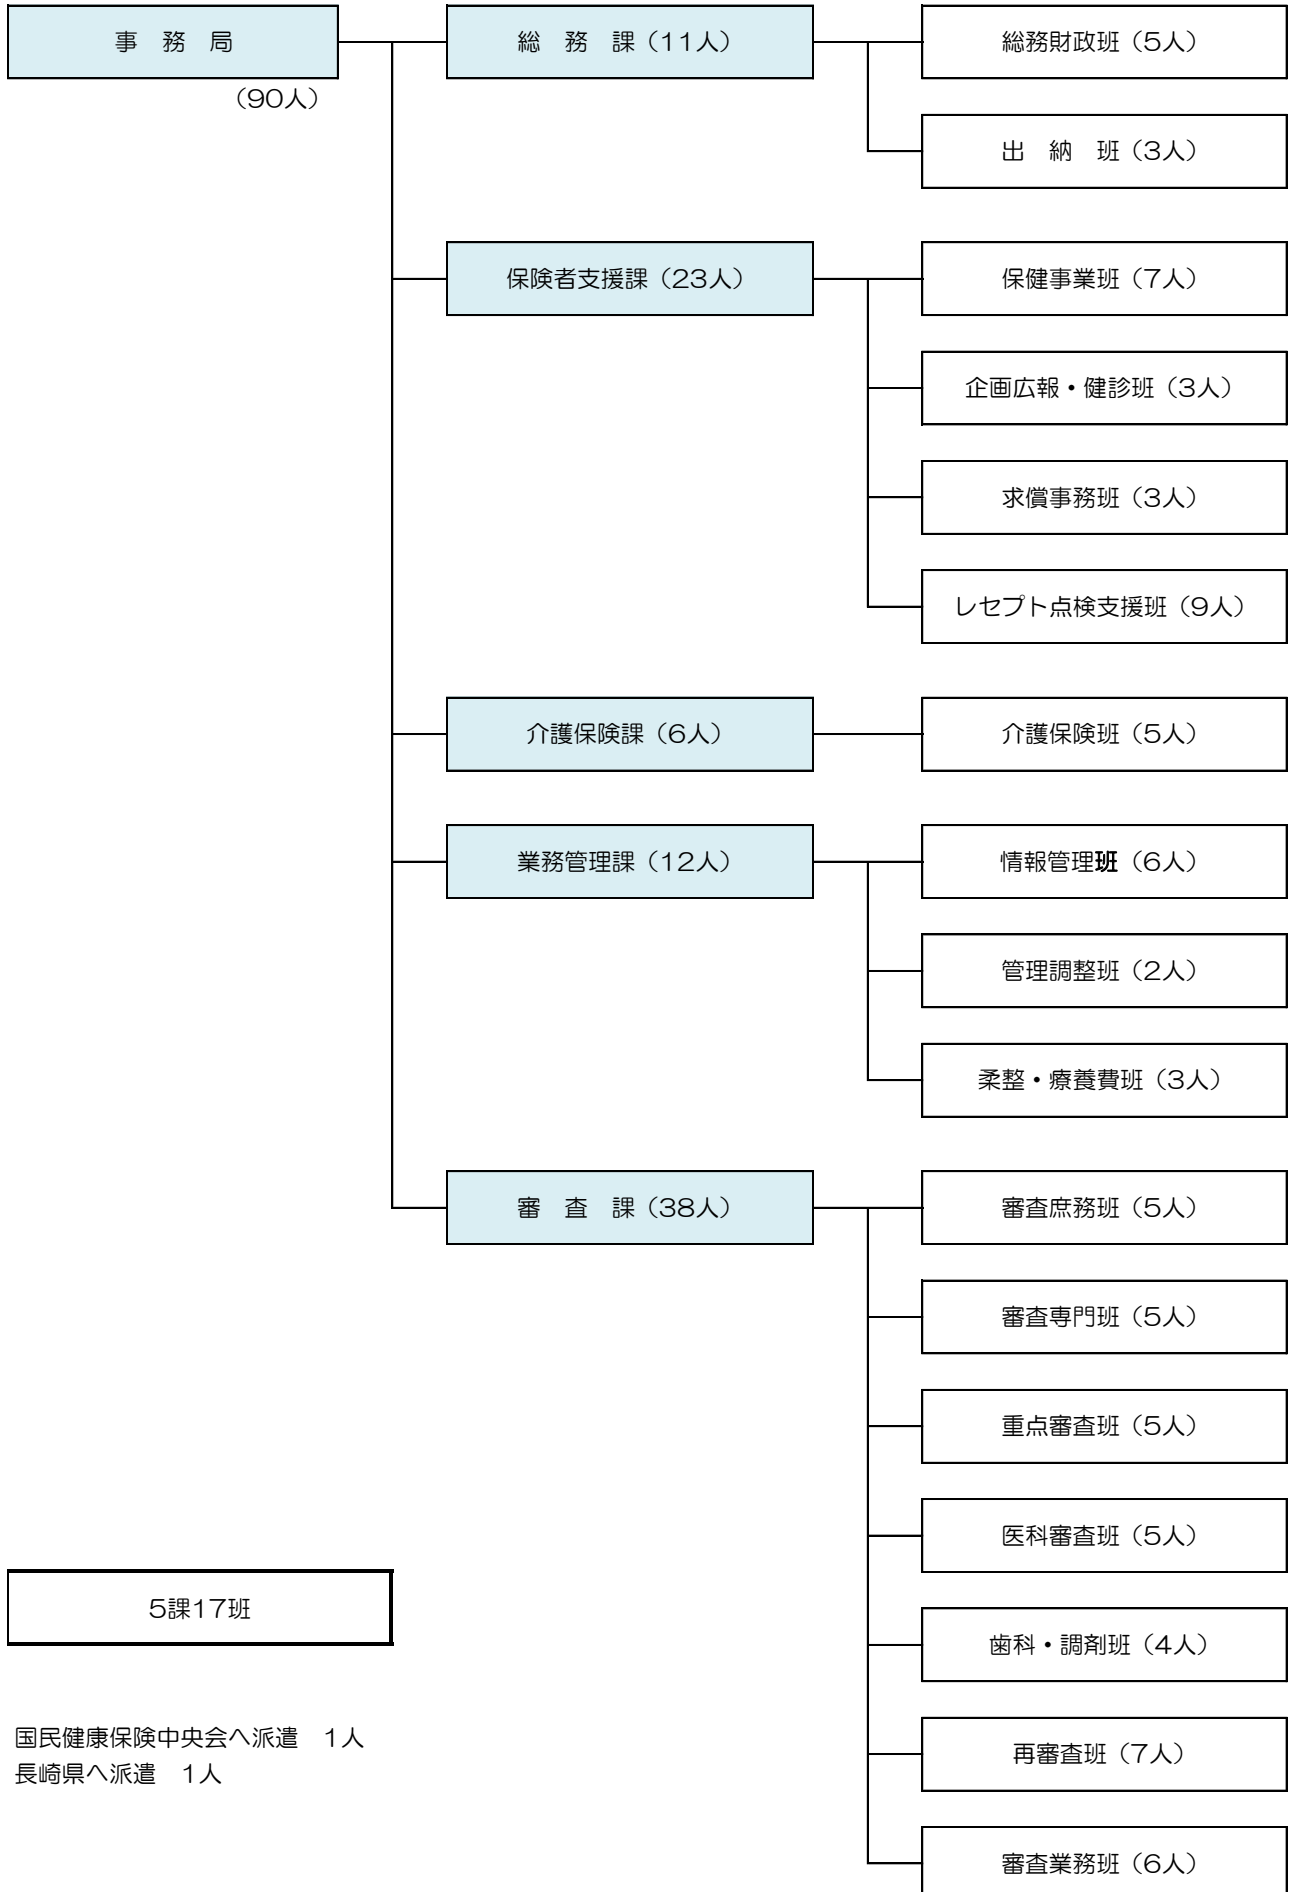 事　務　局
（90人）
総　務　課（11人）
総務財政班（5人）
出　納　班（3人）
保険者支援課（23人）
保健事業班（7人）
企画広報・健診班（3人）
求償事務班（3人）
レセプト点検支援班（9人）
介護保険課（6人）
介護保険班（5人）
業務管理課（12人）
情報管理班（6人）
管理調整班（2人）
柔整・療養費班（3人）
審　査　課（38人）
審査庶務班（5人）
審査専門班（5人）
重点審査班（5人）
医科審査班（5人）
歯科・調剤班（4人）
再審査班（7人）
審査業務班（6人）
5課17班
国民健康保険中央会へ派遣　1人
長崎県へ派遣　1人